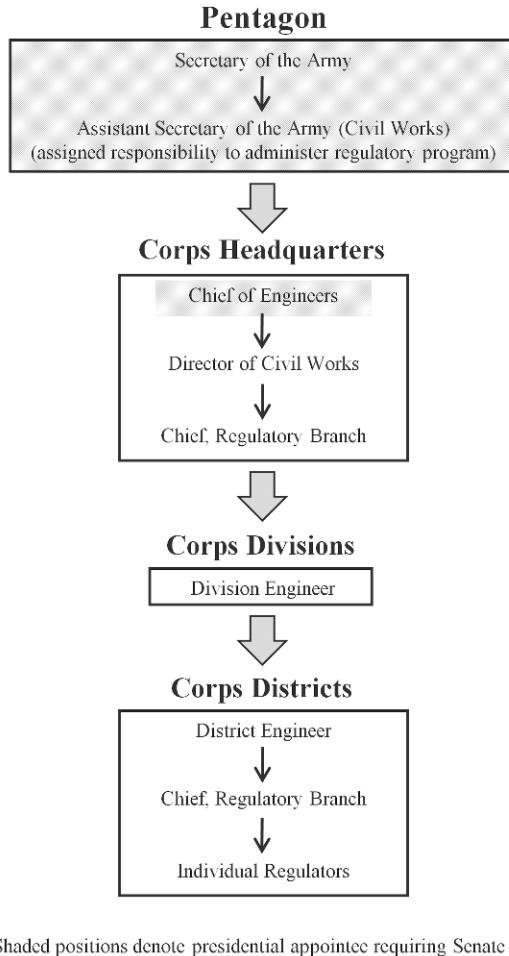 Pentagon
Secretary of the Army
Assistant Secretary of the Army (Civil Works)
(assigned responsibility to administer regulatory program)
Corps Headquarters
Chief of Engineers
Director of Civil Works
Chief, Regulatory Branch
Corps Divisions
Division Engineer
Corps Districts
District Engineer
Chief, Regulatory Branch
Individual Regulators
Shaded positions denote presidential appointee requiring Senate